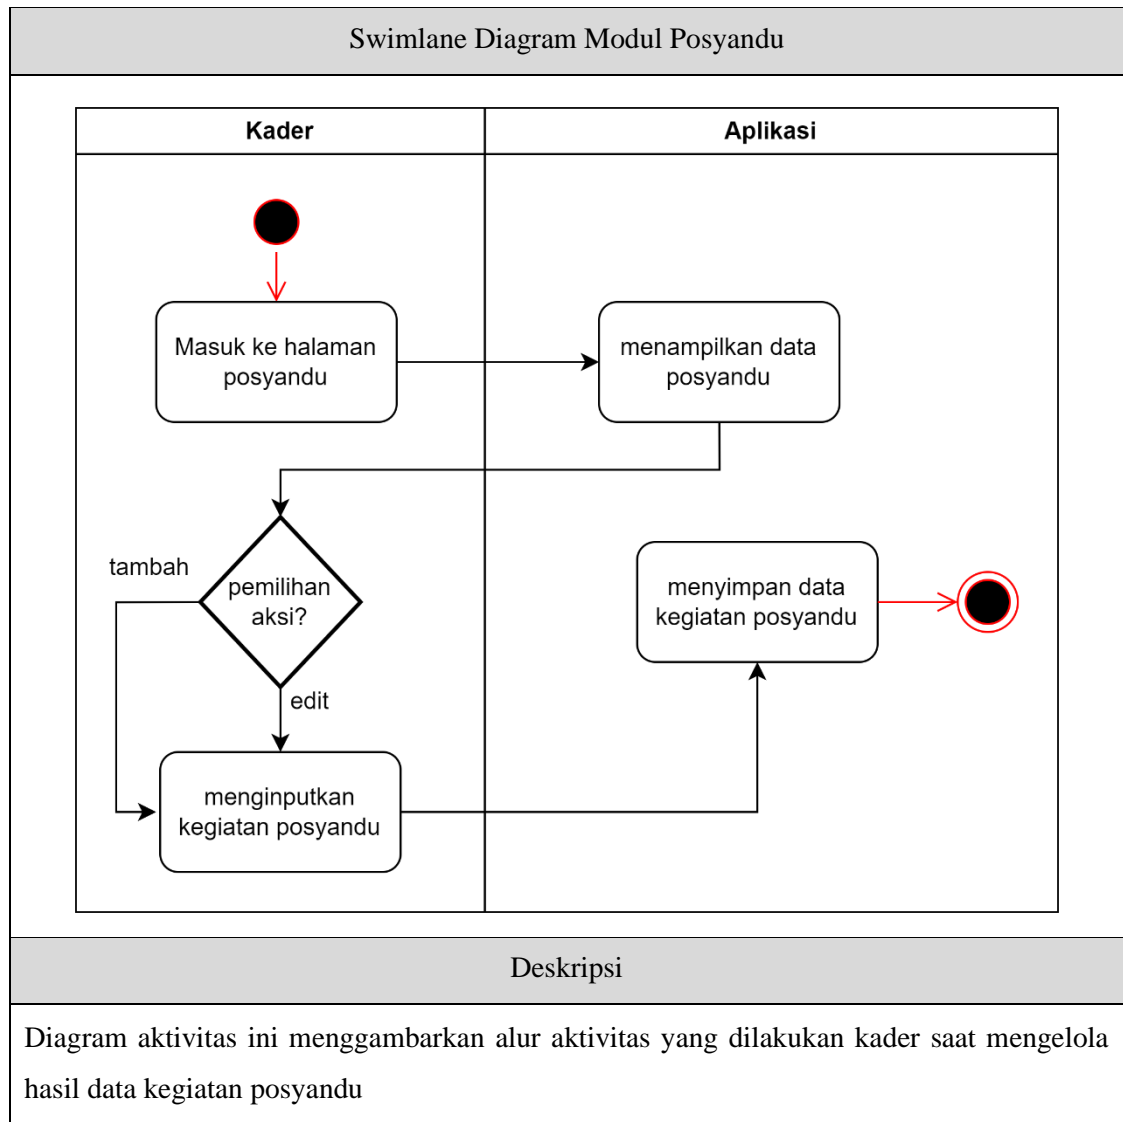 Swimlane Diagram Modul Posyandu
Kader
Aplikasi
Masuk ke halaman
posyandu
menampilkan data
posyandu
tambah
pemilihan
aksi?
edit
menyimpan data
kegiatan posyandu
menginputkan
kegiatan posyandu
Deskripsi
Diagram aktivitas ini menggambarkan alur aktivitas yang dilakukan kader saat mengelola
hasil data kegiatan posyandu